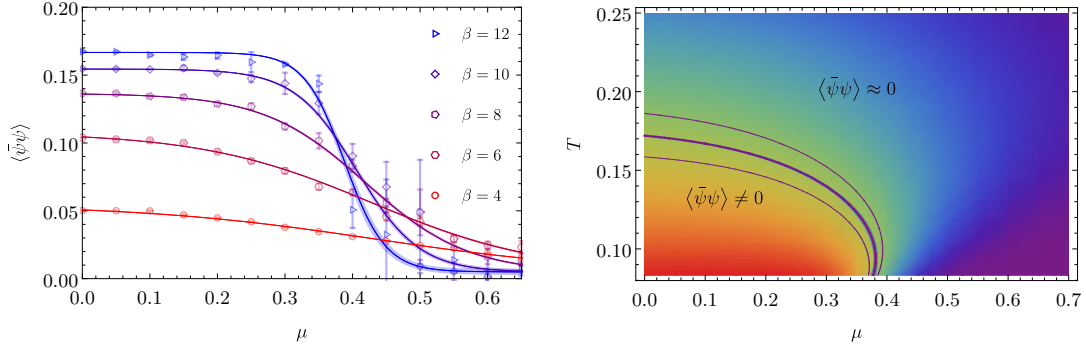 0.20
0.15
0.10
0.05
0.00
⟨ψ̄ψ⟩
β = 12
β = 10
β = 8
β = 6
β = 4
0.0 0.1 0.2 0.3 0.4 0.5 0.6
μ
0.25
0.20
0.15
0.10
T
⟨ψ̄ψ⟩ ≈ 0
⟨ψ̄ψ⟩ ≠ 0
0.0 0.1 0.2 0.3 0.4 0.5 0.6 0.7
μ